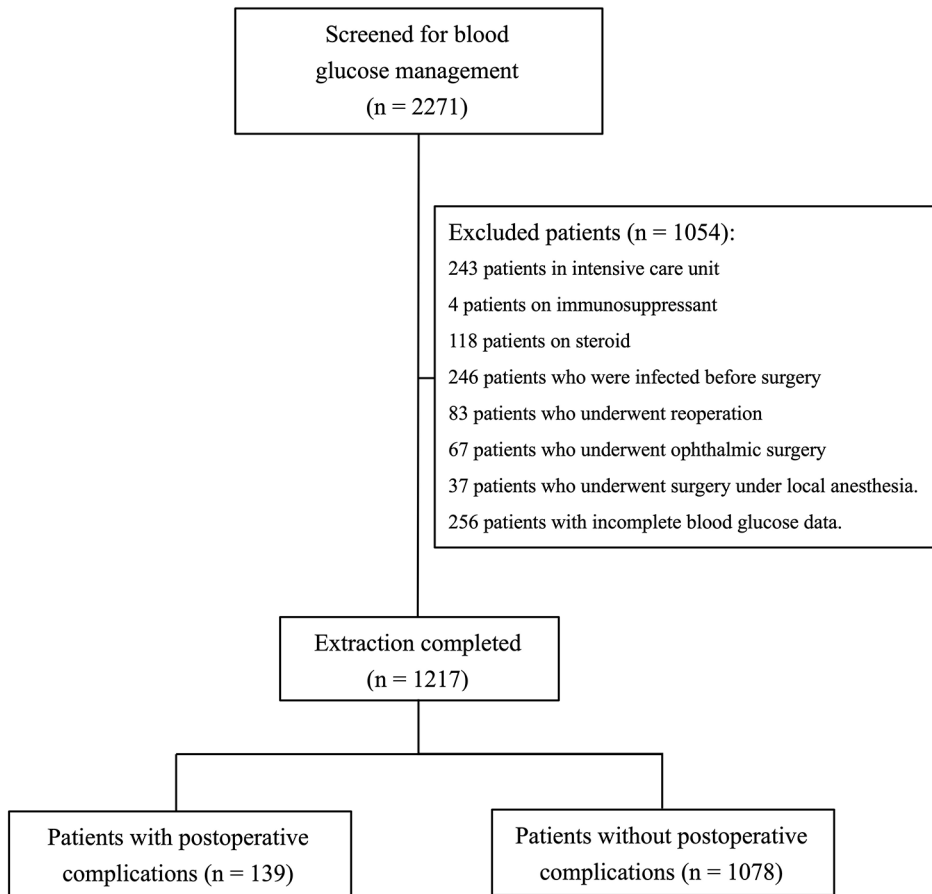 Screened for blood
glucose management
(n = 2271)
Excluded patients (n = 1054):
243 patients in intensive care unit
4 patients on immunosuppressant
118 patients on steroid
246 patients who were infected before surgery
83 patients who underwent reoperation
67 patients who underwent ophthalmic surgery
37 patients who underwent surgery under local anesthesia.
256 patients with incomplete blood glucose data.
Extraction completed
(n = 1217)
Patients with postoperative
complications (n = 139)
Patients without postoperative
complications (n = 1078)